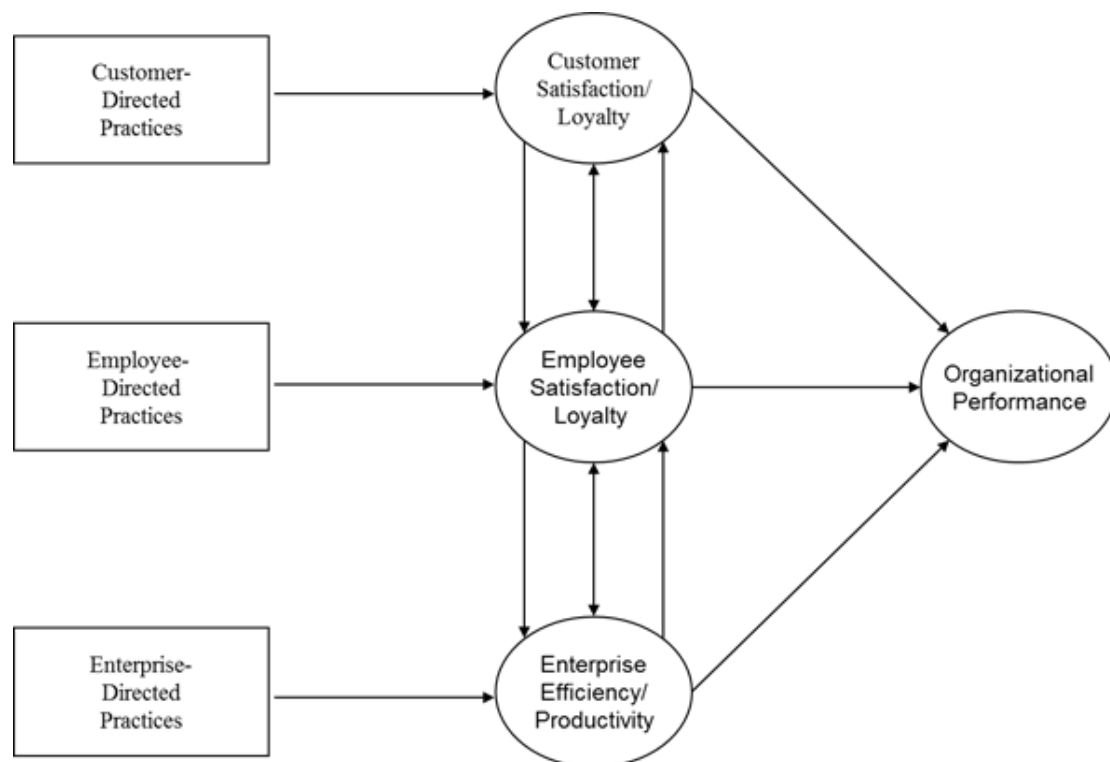 Customer-
Directed
Practices
Customer
Satisfaction/
Loyalty
Employee-
Directed
Practices
Employee
Satisfaction/
Loyalty
Organizational
Performance
Enterprise-
Directed
Practices
Enterprise
Efficiency/
Productivity